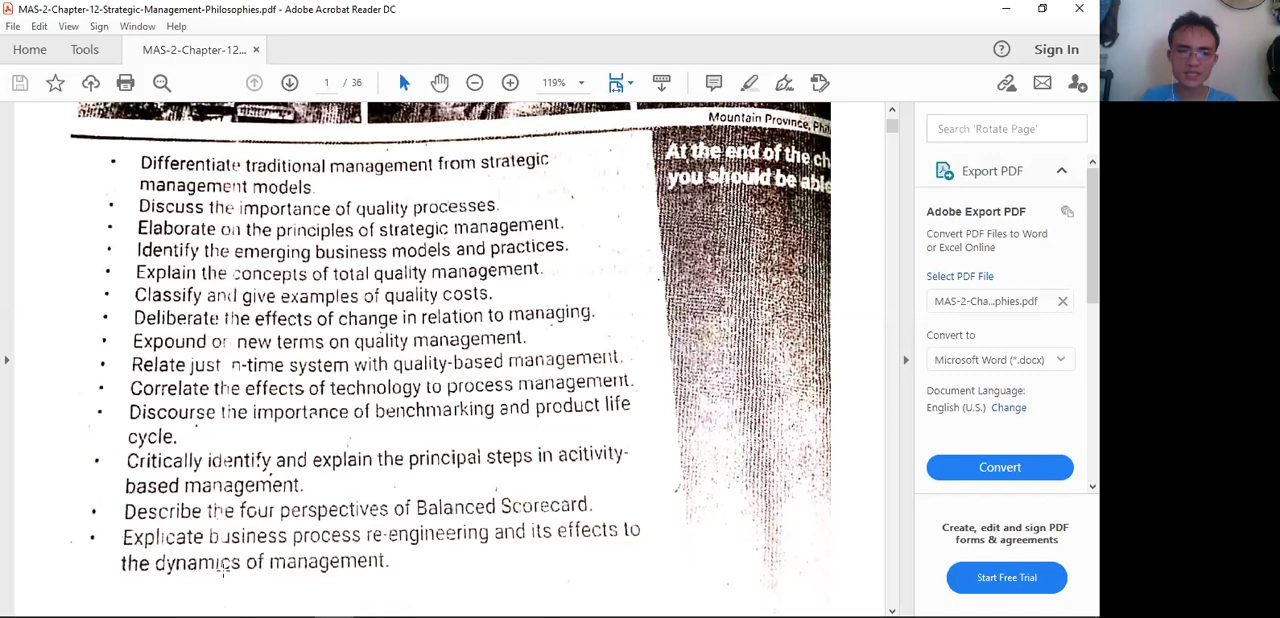 MAS-2-Chapter-12-Strategic-Management-Philosophies.pdf - Adobe Acrobat Reader DC
File Edit View Sign Window Help
Home Tools MAS-2-Chapter-12... ×
Sign In
1 / 36
119%
Mountain Province,
At the end of the ch
you should be able
• Differentiate traditional management from strategic
management models.
• Discuss the importance of quality processes.
• Elaborate on the principles of strategic management.
• Identify the emerging business models and practices.
• Explain the concepts of total quality management.
• Classify and give examples of quality costs.
• Deliberate the effects of change in relation to managing.
• Expound on new terms on quality management.
• Relate just in-time system with quality-based management.
• Correlate the effects of technology to process management.
• Discourse the importance of benchmarking and product life
cycle.
• Critically identify and explain the principal steps in acitivity-
based management.
• Describe the four perspectives of Balanced Scorecard.
• Explicate business process re-engineering and its effects to
the dynamics of management.
Search 'Rotate Page'
Export PDF
Adobe Export PDF
Convert PDF Files to Word
or Excel Online
Select PDF File
MAS-2-Cha...phies.pdf
Convert to
Microsoft Word (*.docx)
Document Language:
English (U.S.) Change
Convert
Create, edit and sign PDF
forms & agreements
Start Free Trial